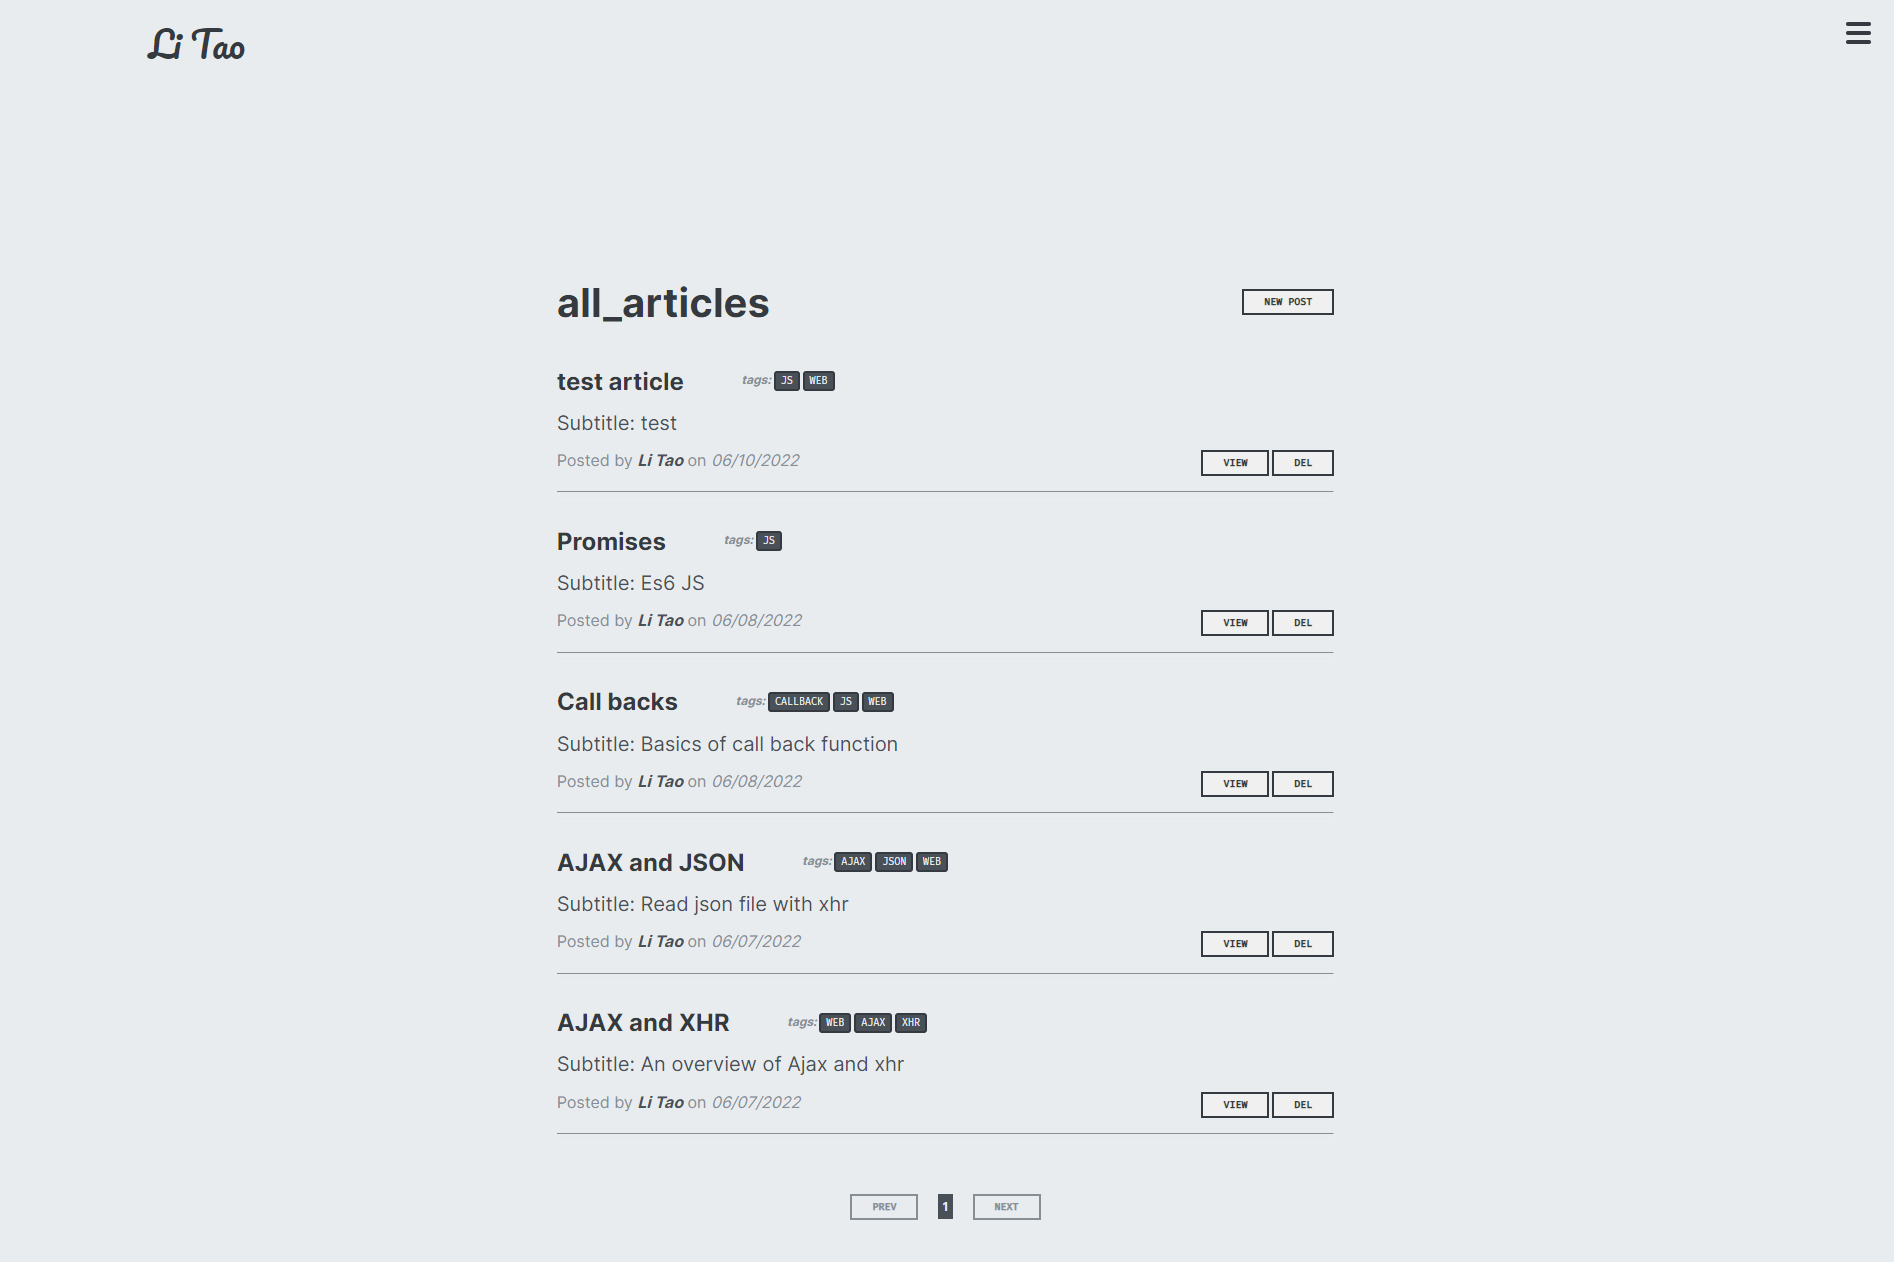 Li Tao
all_articles NEW POST
test article tags: JS WEB
Subtitle: test
Posted by Li Tao on 06/10/2022 VIEW DEL
Promises tags: JS
Subtitle: Es6 JS
Posted by Li Tao on 06/08/2022 VIEW DEL
Call backs tags: CALLBACK JS WEB
Subtitle: Basics of call back function
Posted by Li Tao on 06/08/2022 VIEW DEL
AJAX and JSON tags: AJAX JSON WEB
Subtitle: Read json file with xhr
Posted by Li Tao on 06/07/2022 VIEW DEL
AJAX and XHR tags: WEB AJAX XHR
Subtitle: An overview of Ajax and xhr
Posted by Li Tao on 06/07/2022 VIEW DEL
PREV 1 NEXT